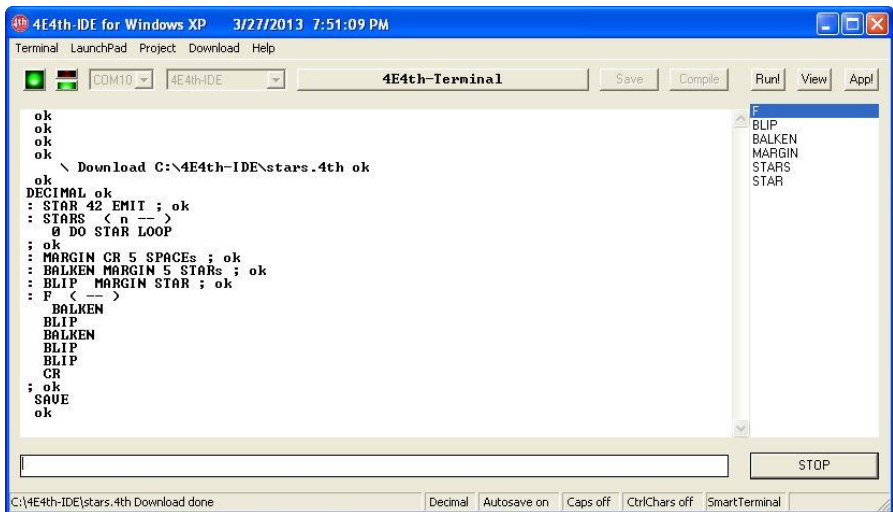 4th 4E4th-IDE for Windows XP 3/27/2013 7:51:09 PM
Terminal LaunchPad Project Download Help
COM10 4E4th-IDE 4E4th-Terminal Save Compile Run! View App!
ok
ok
ok
ok
\ Download C:\4E4th-IDE\stars.4th ok
ok
DECIMAL ok
: STAR 42 EMIT ; ok
: STARS ( n -- )
0 DO STAR LOOP
; ok
: MARGIN CR 5 SPACEs ; ok
: BALKEN MARGIN 5 STARs ; ok
: BLIP MARGIN STAR ; ok
: F ( -- )
BALKEN
BLIP
BALKEN
BLIP
BLIP
CR
; ok
SAVE
ok
F
BLIP
BALKEN
MARGIN
STARS
STAR
STOP
C:\4E4th-IDE\stars.4th Download done Decimal Autosave on Caps off CtrlChars off SmartTerminal